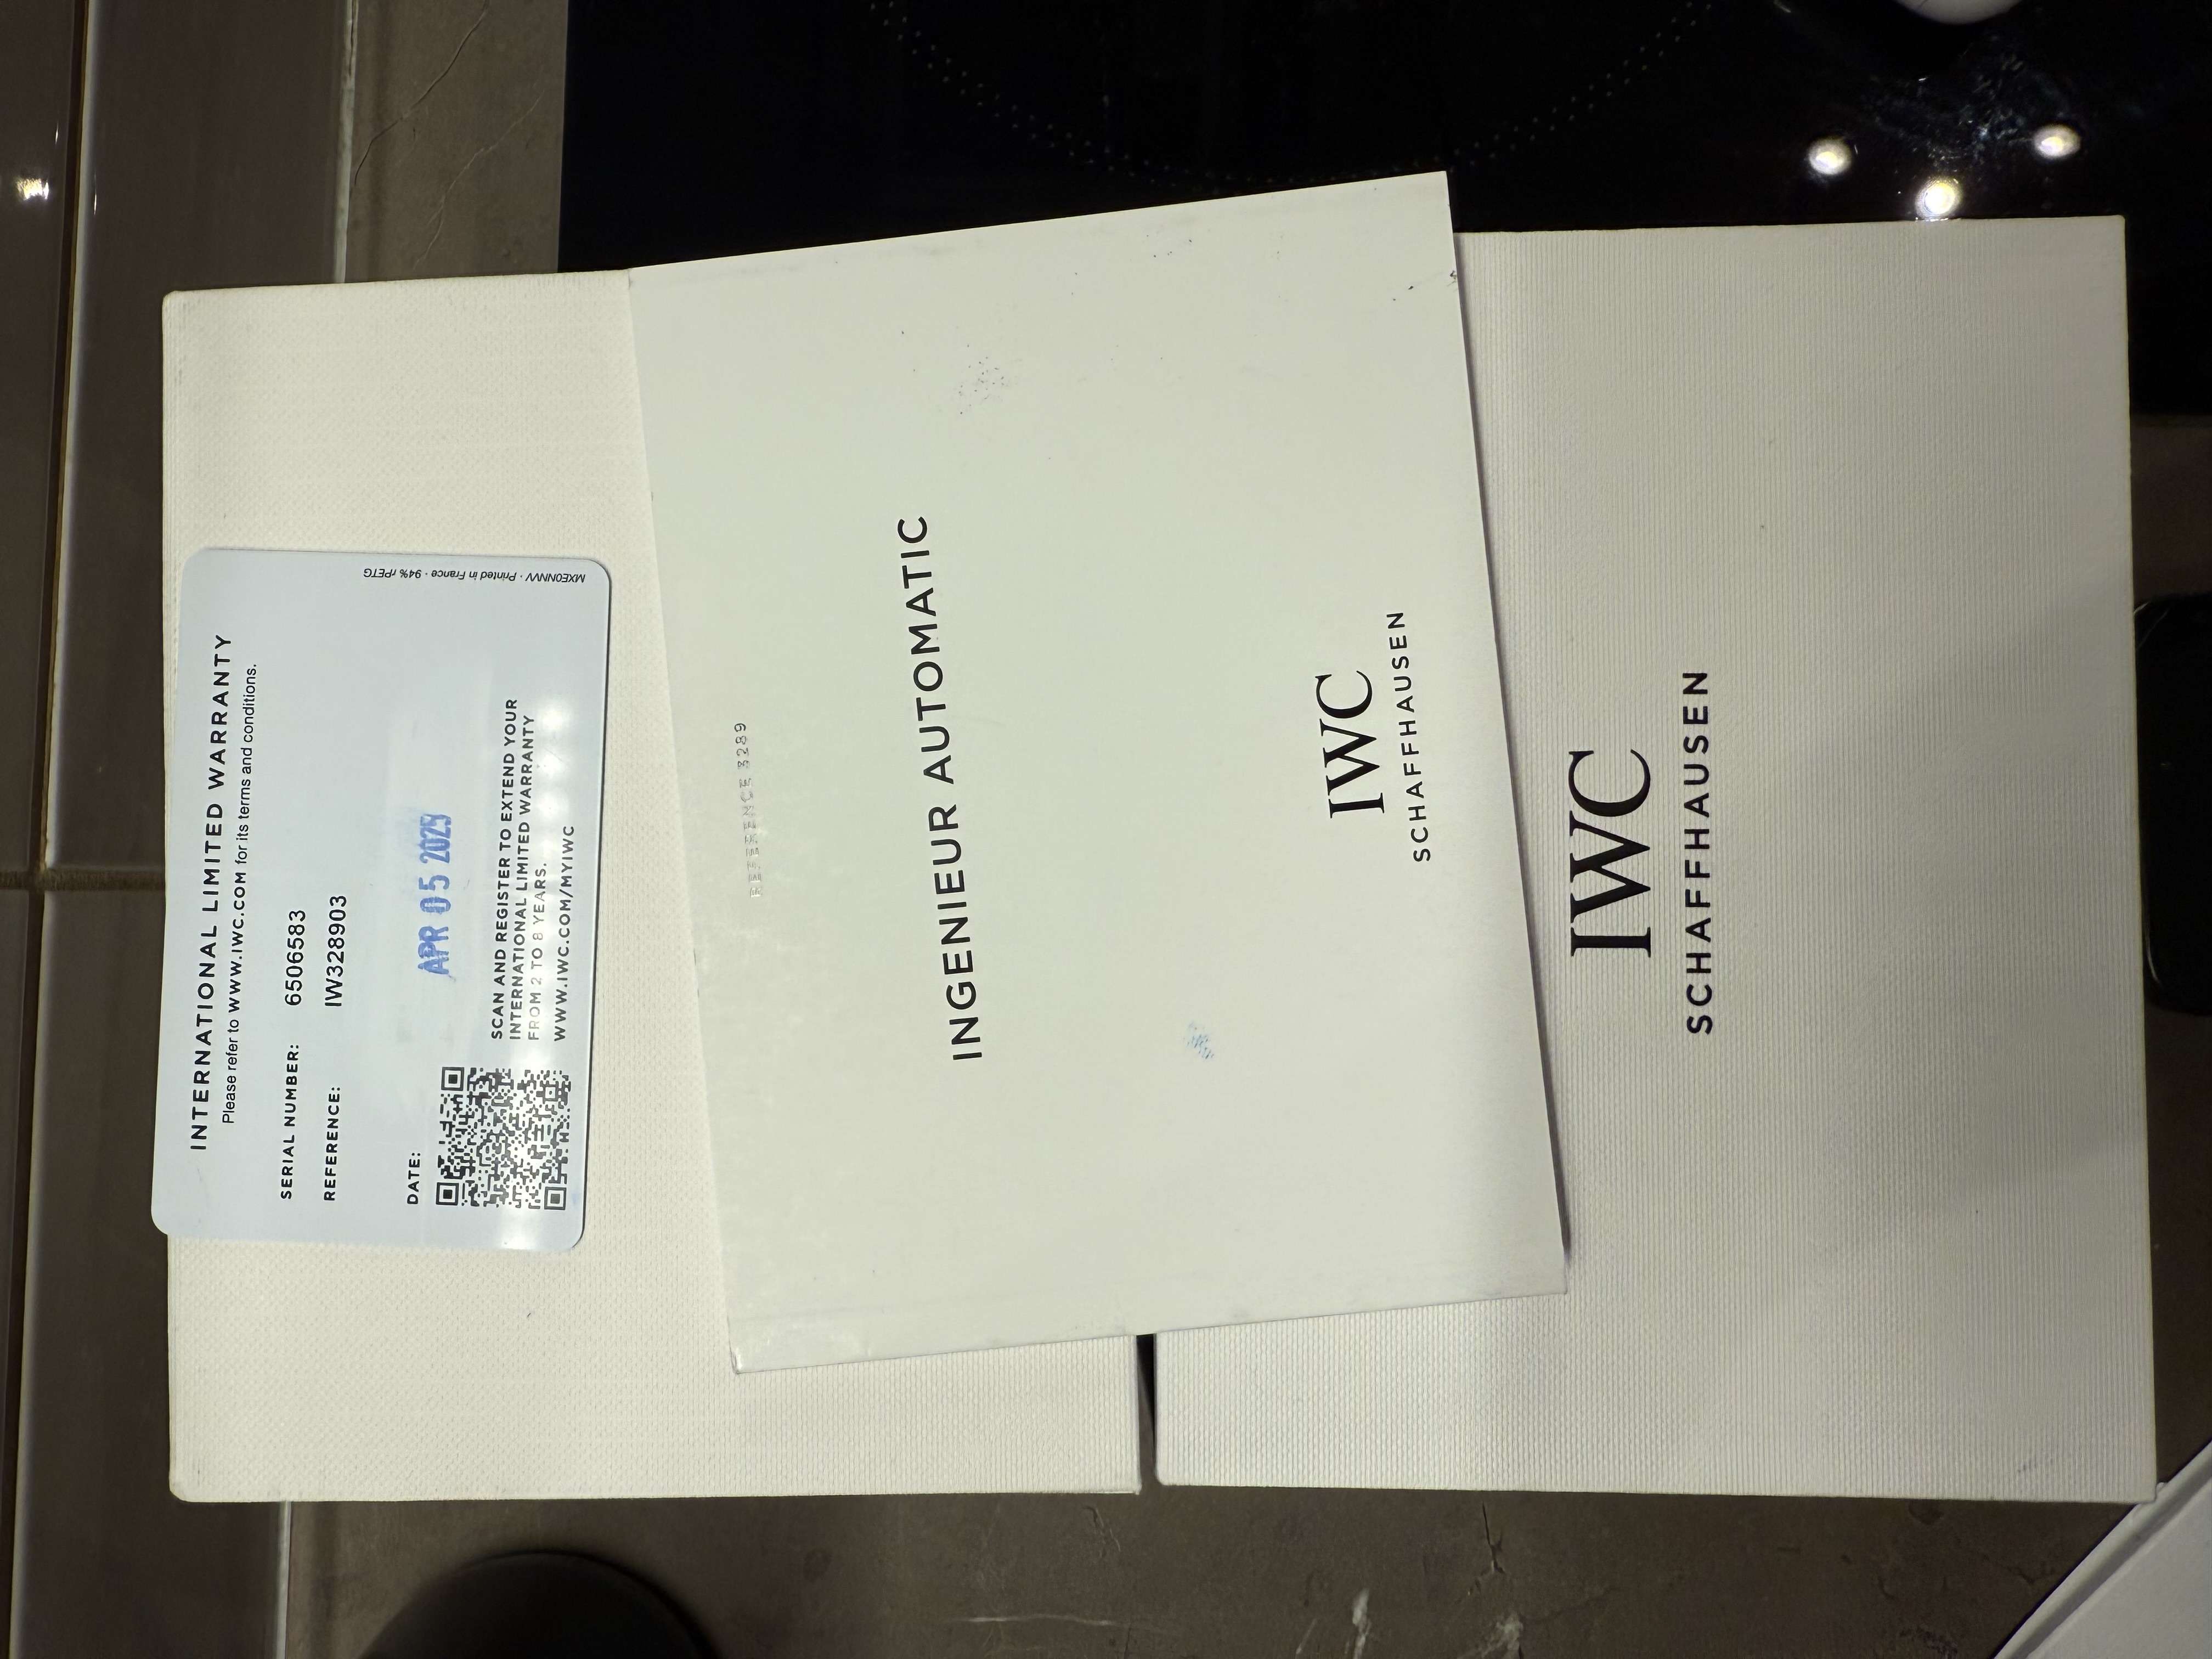 INTERNATIONAL LIMITED WARRANTY
Please refer to WWW.IWC.COM for its terms and conditions.
SERIAL NUMBER: 6506583
REFERENCE: IW328903
DATE: APR 05 2025
SCAN AND REGISTER TO EXTEND YOUR
INTERNATIONAL LIMITED WARRANTY
FROM 2 TO 8 YEARS.
WWW.IWC.COM/MYIWC
MXE0NNVV · Printed in France · 94% rPETG
REFERENCE 3289
INGENIEUR AUTOMATIC
IWC
SCHAFFHAUSEN
IWC
SCHAFFHAUSEN